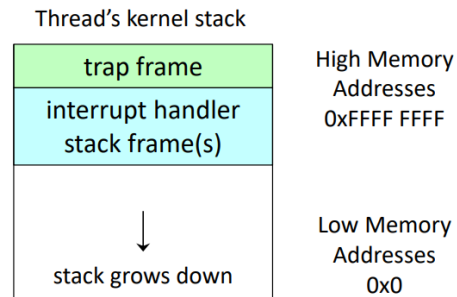 Thread's kernel stack
trap frame
interrupt handler
stack frame(s)
stack grows down
High Memory
Addresses
0xFFFF FFFF
Low Memory
Addresses
0x0